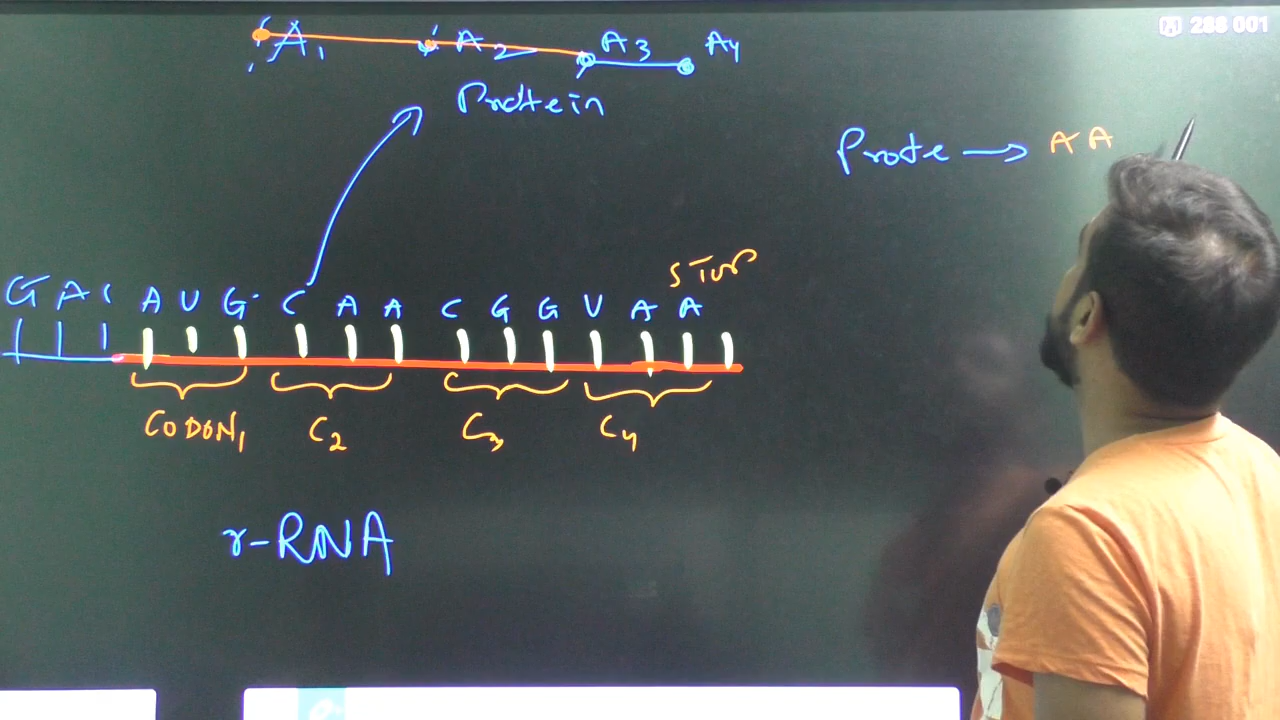 A1 A2 A3 A4
Protein
Prote → AA
STOP
G A C A U G C A A C G G U A A
CODON1 C2 C3 C4
r-RNA